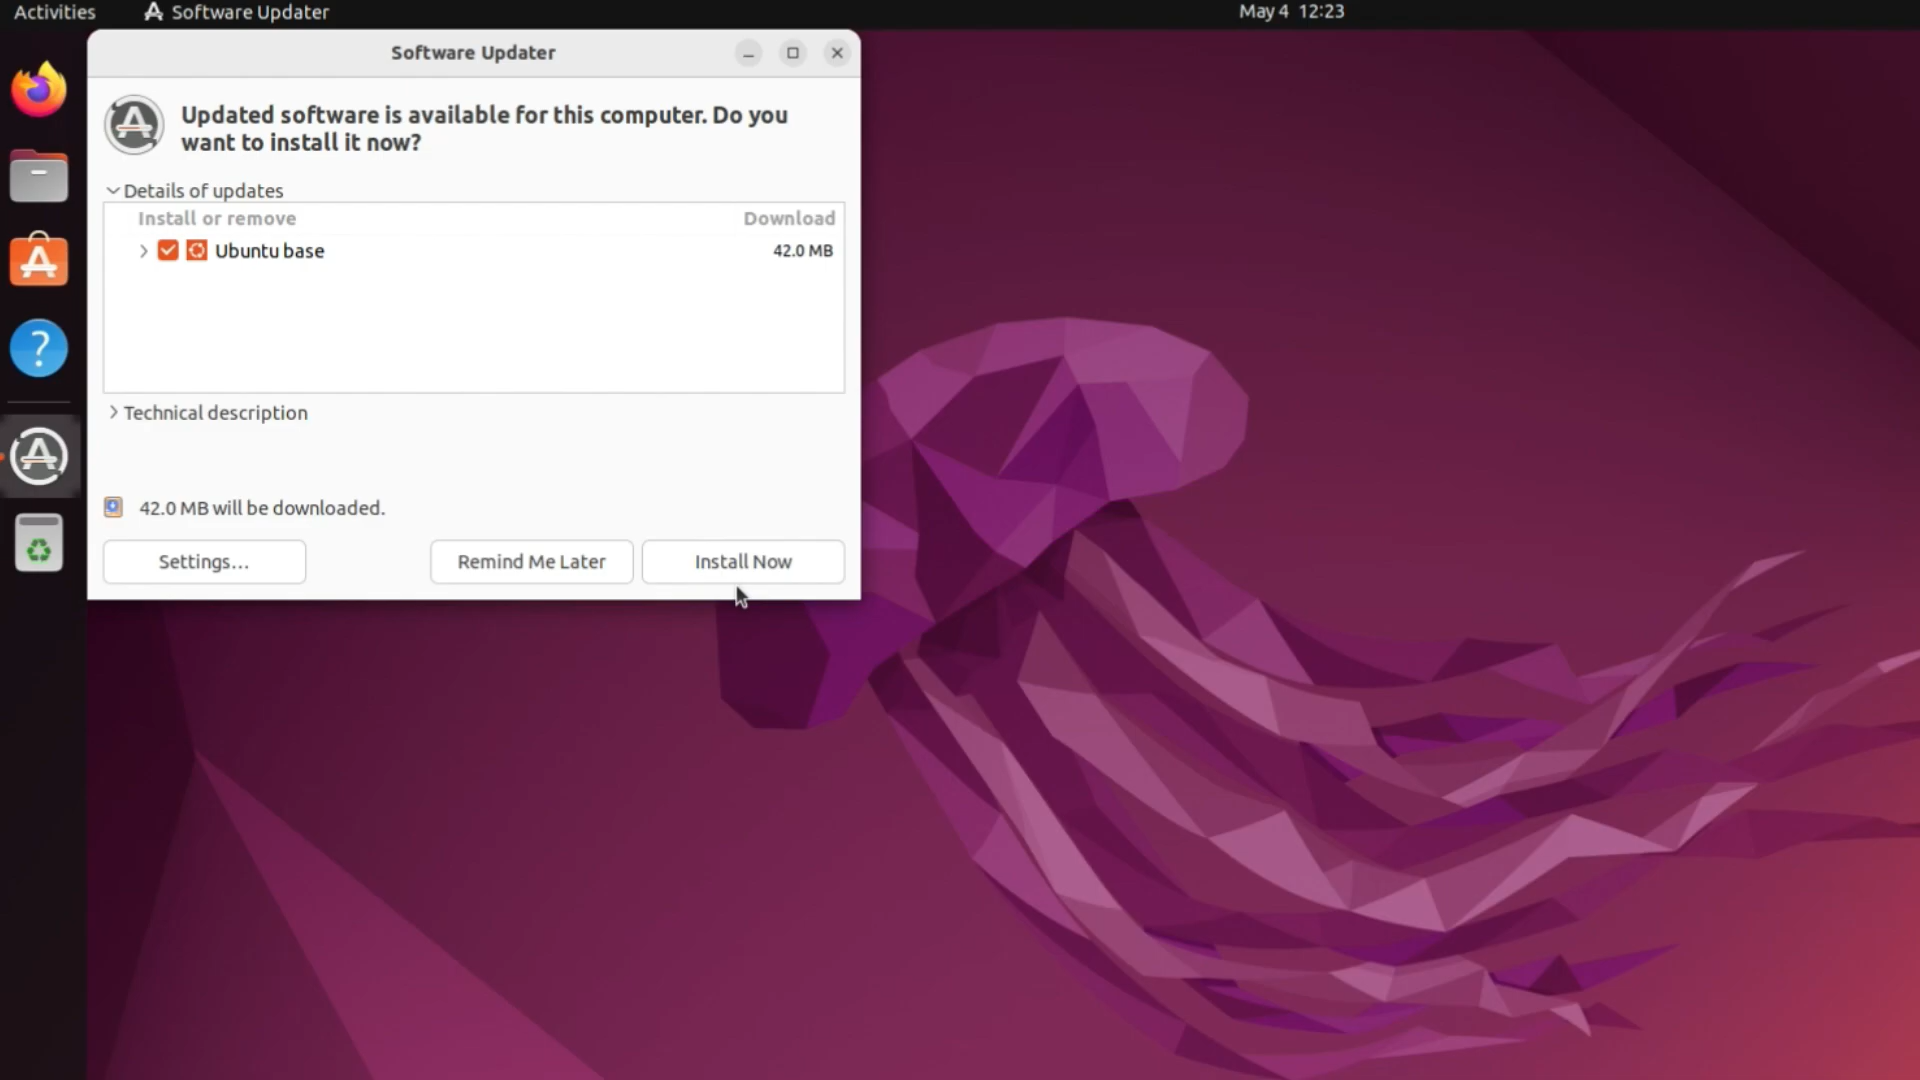 Activities
Software Updater
May 4 12:23
Software Updater
Updated software is available for this computer. Do you
want to install it now?
Details of updates
Install or remove Download
Ubuntu base 42.0 MB
Technical description
42.0 MB will be downloaded.
Settings...
Remind Me Later
Install Now